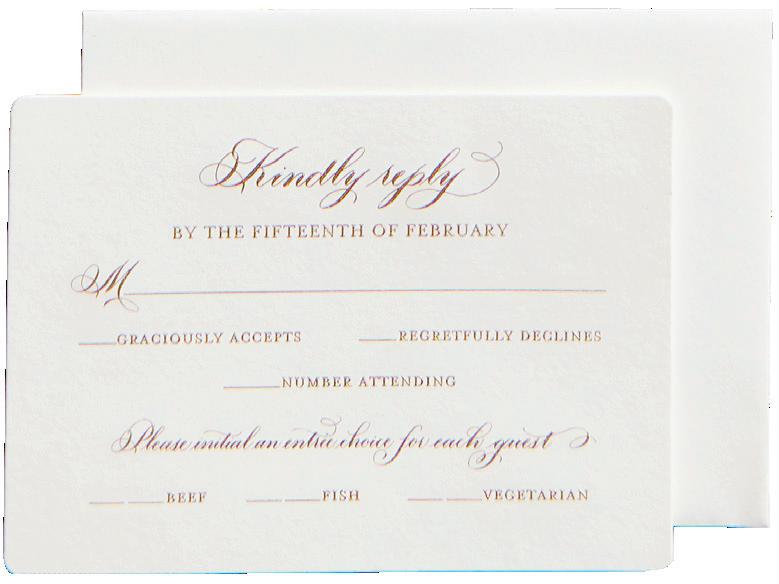 Kindly reply
BY THE FIFTEENTH OF FEBRUARY
M
GRACIOUSLY ACCEPTS REGRETFULLY DECLINES
NUMBER ATTENDING
Please initial an entrée choice for each guest
BEEF FISH VEGETARIAN